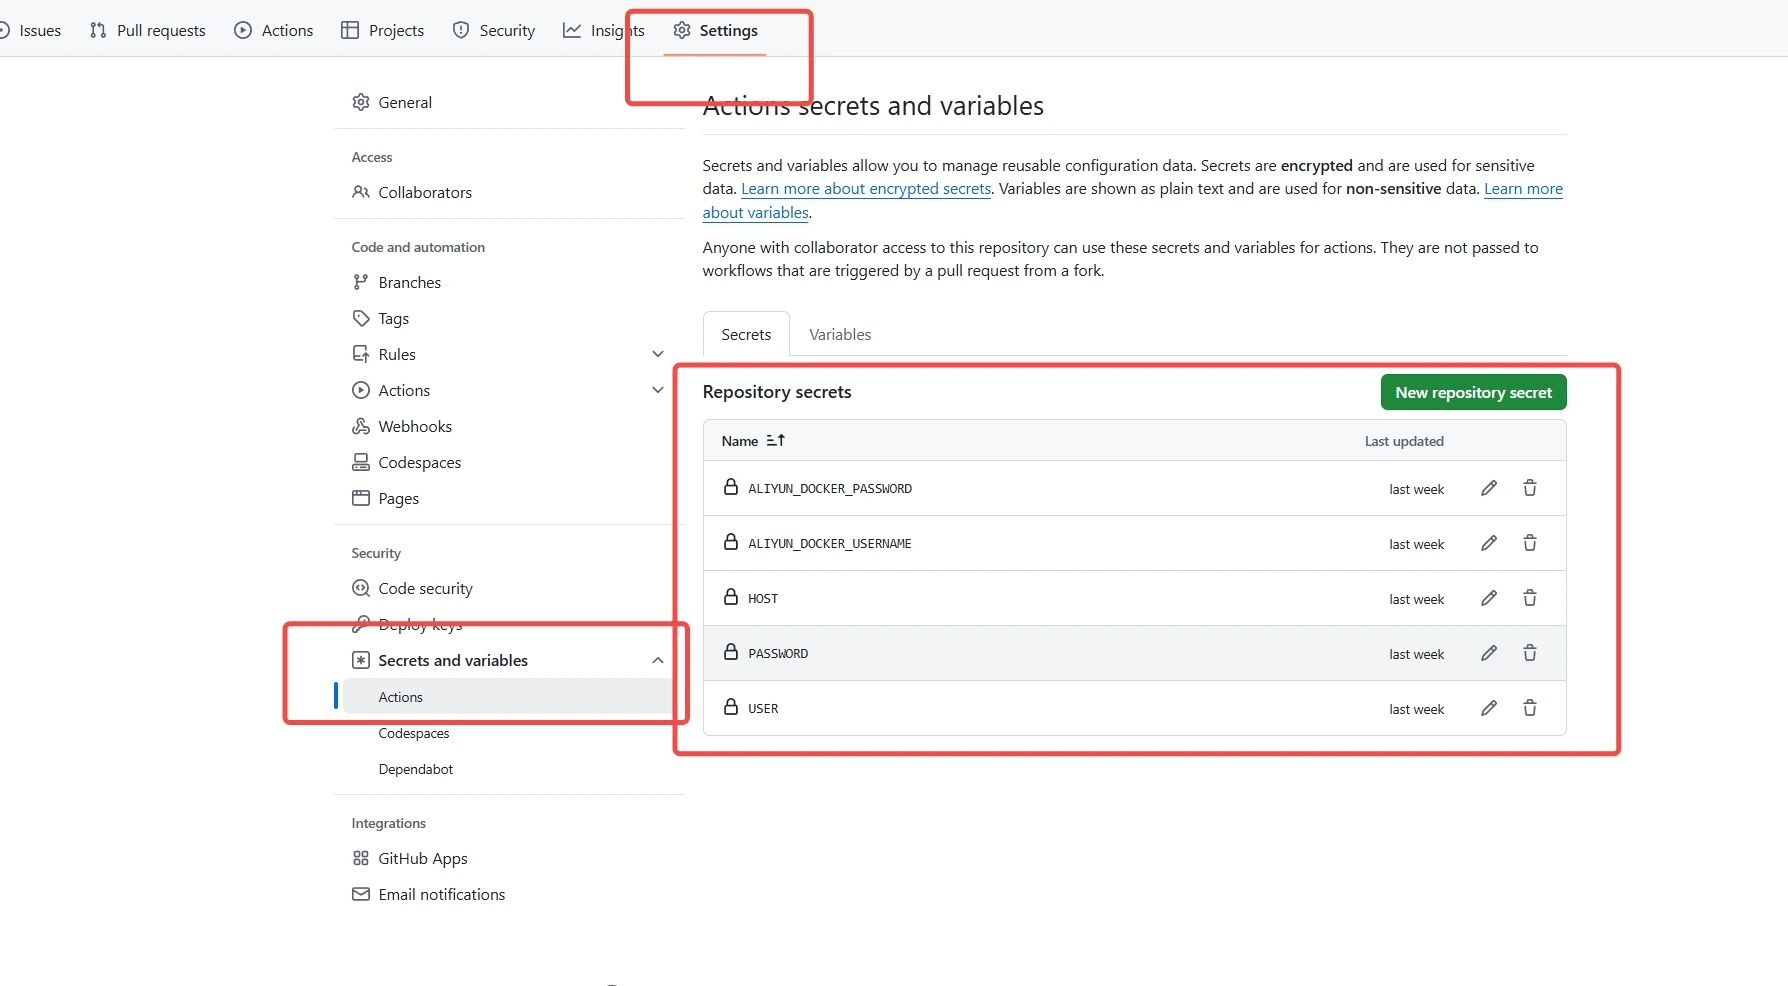 Issues Pull requests Actions Projects Security Insights Settings
General
Access
Collaborators
Code and automation
Branches
Tags
Rules
Actions
Webhooks
Codespaces
Pages
Security
Code security
Deploy keys
Secrets and variables
Actions
Codespaces
Dependabot
Integrations
GitHub Apps
Email notifications
Actions secrets and variables
Secrets and variables allow you to manage reusable configuration data. Secrets are encrypted and are used for sensitive
data. Learn more about encrypted secrets. Variables are shown as plain text and are used for non-sensitive data. Learn more
about variables.
Anyone with collaborator access to this repository can use these secrets and variables for actions. They are not passed to
workflows that are triggered by a pull request from a fork.
Secrets Variables
Repository secrets New repository secret
Name Last updated
ALIYUN_DOCKER_PASSWORD last week
ALIYUN_DOCKER_USERNAME last week
HOST last week
PASSWORD last week
USER last week